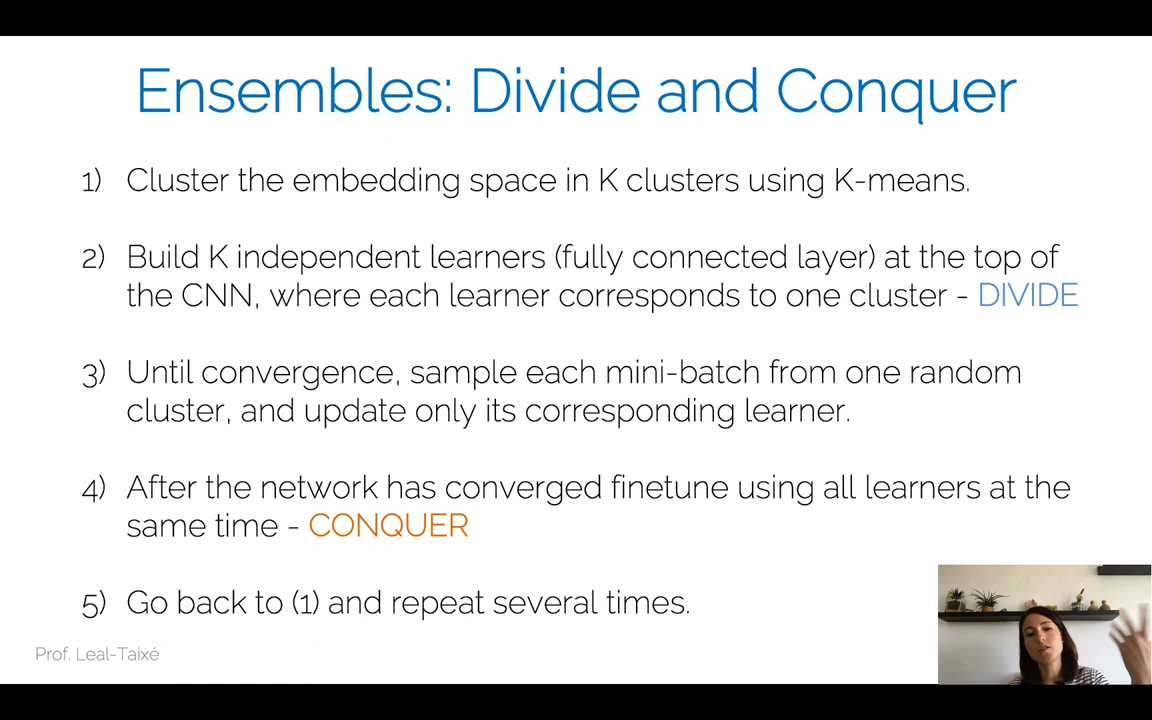 Ensembles: Divide and Conquer
1) Cluster the embedding space in K clusters using K-means.
2) Build K independent learners (fully connected layer) at the top of
the CNN, where each learner corresponds to one cluster - DIVIDE
3) Until convergence, sample each mini-batch from one random
cluster, and update only its corresponding learner.
4) After the network has converged finetune using all learners at the
same time - CONQUER
5) Go back to (1) and repeat several times.
Prof. Leal-Taixé